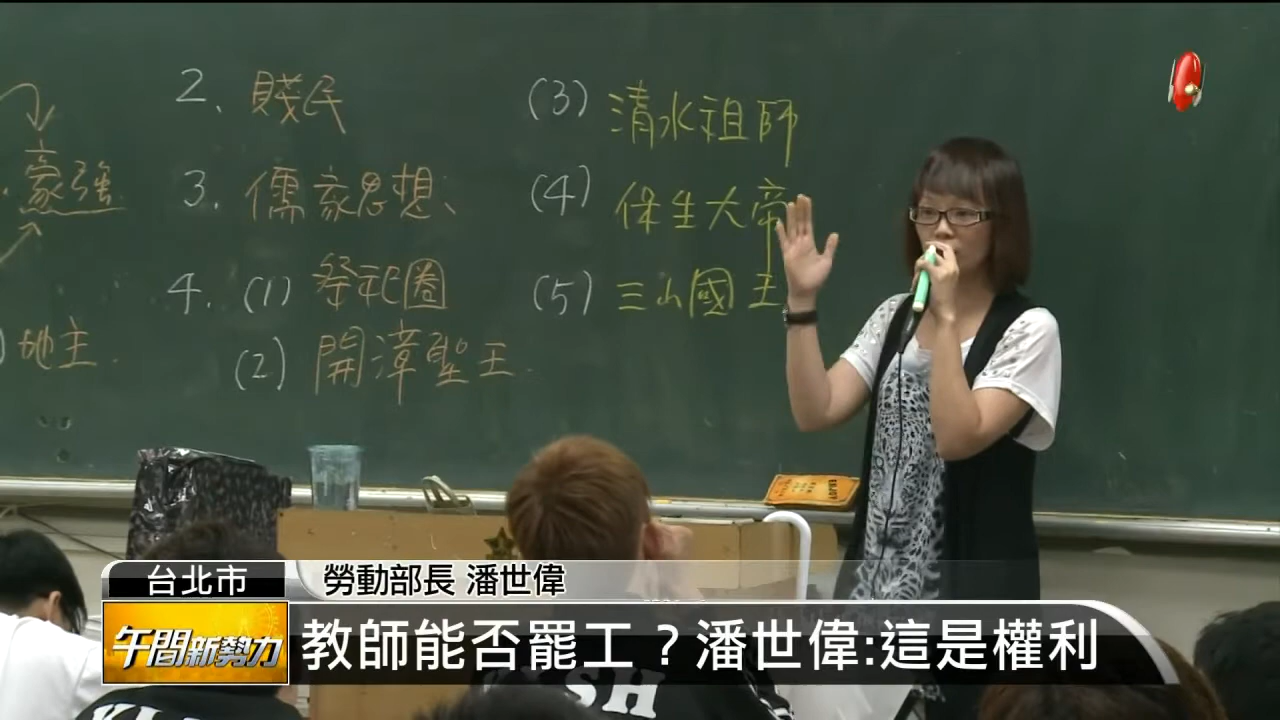 2、賤民
3、儒家思想、
4、(1) 祭祀圈
(2) 開漳聖王
(3) 清水祖師
(4) 保生大帝
(5) 三山國王
豪強
地主
ENJOY
台北市
勞動部長 潘世偉
午間新勢力
教師能否罷工？潘世偉:這是權利
SH